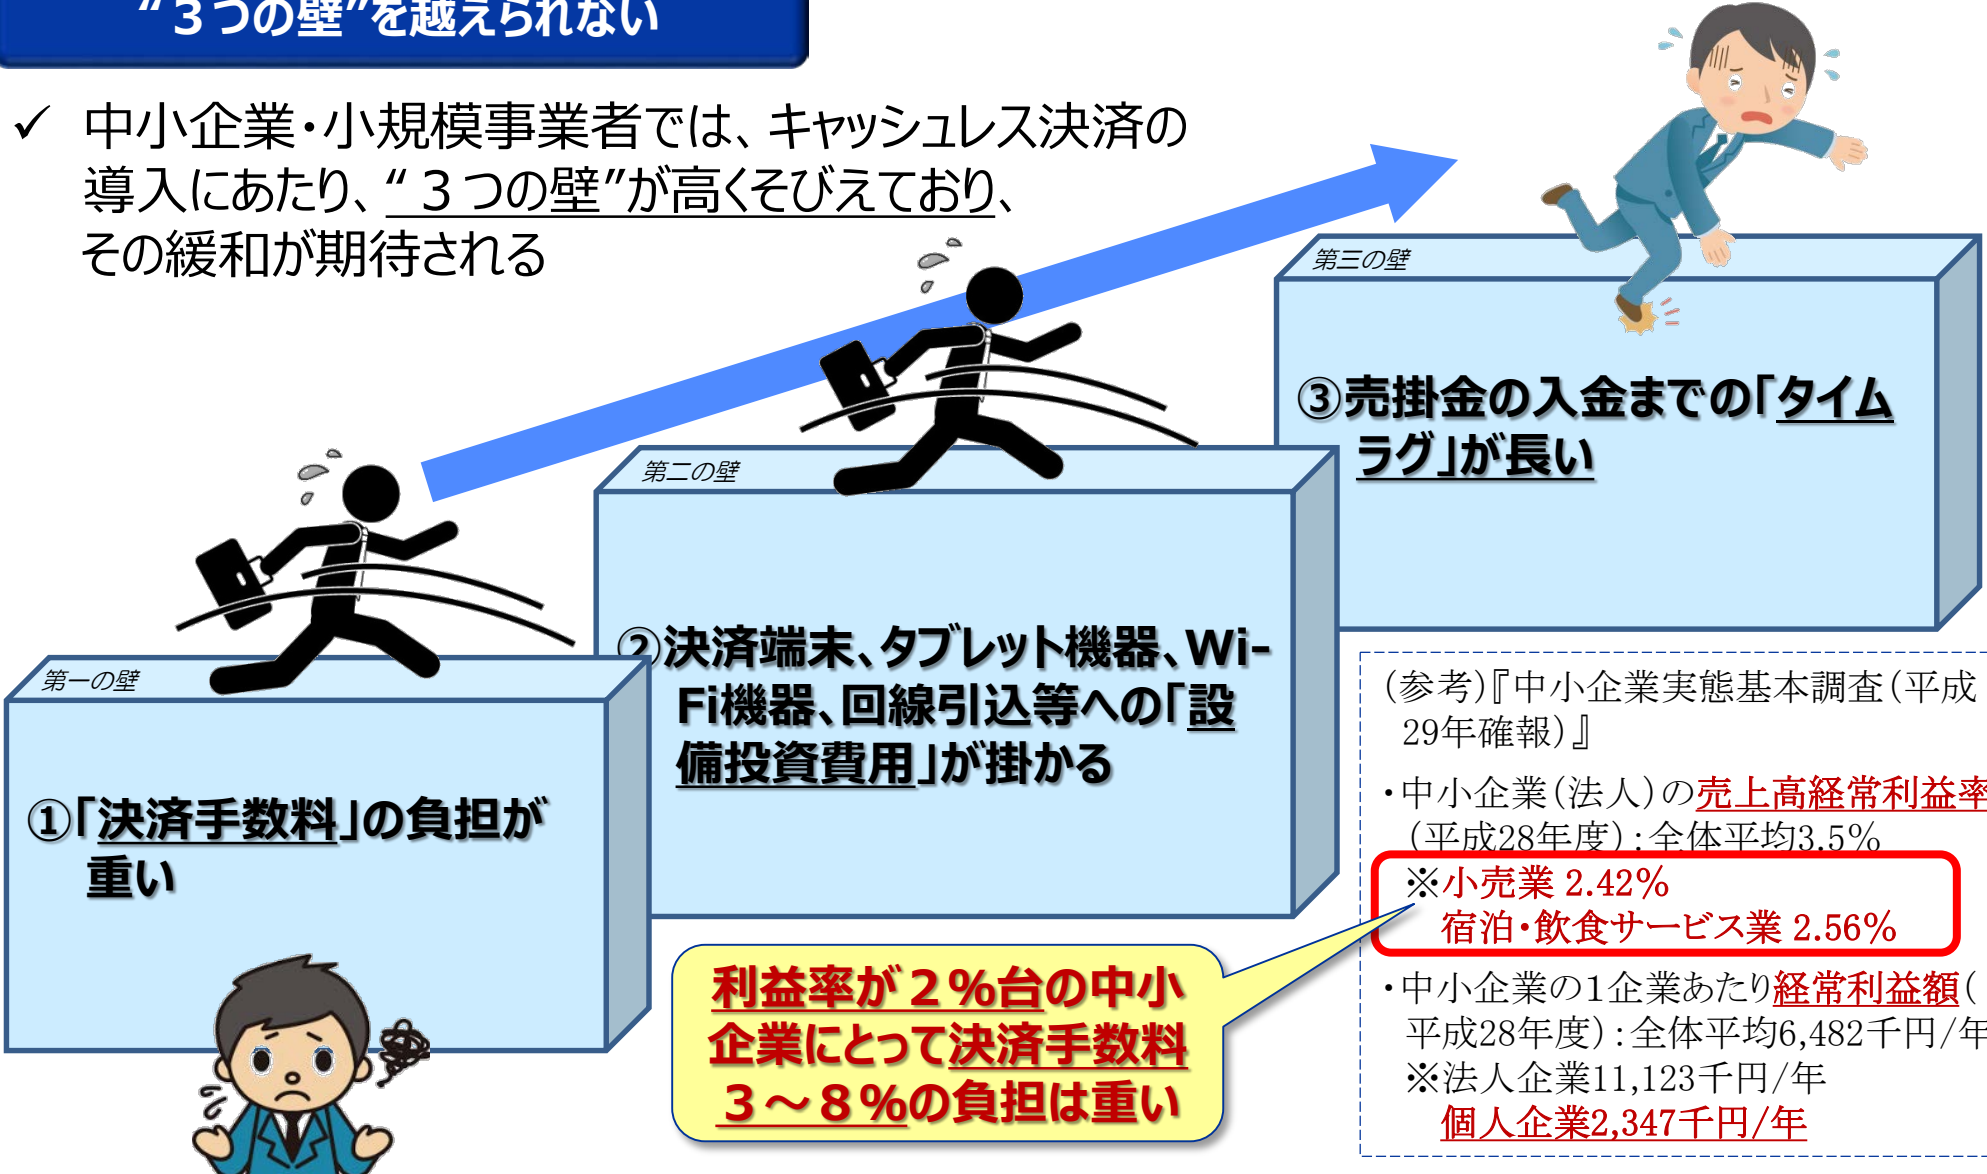 “３つの壁”を越えられない
✓ 中小企業・小規模事業者では、キャッシュレス決済の
導入にあたり、“３つの壁”が高くそびえており、
その緩和が期待される
第三の壁
③売掛金の入金までの「タイム
ラグ」が長い
第二の壁
②決済端末、タブレット機器、Wi-
Fi機器、回線引込等への「設
備投資費用」が掛かる
第一の壁
①「決済手数料」の負担が
重い
利益率が２％台の中小
企業にとって決済手数料
３～８％の負担は重い
（参考）『中小企業実態基本調査（平成
29年確報）』
・中小企業（法人）の売上高経常利益率
（平成28年度）：全体平均3.5％
※小売業 2.42％
宿泊・飲食サービス業 2.56％
・中小企業の１企業あたり経常利益額（
平成28年度）：全体平均6,482千円/年
※法人企業11,123千円/年
個人企業2,347千円/年